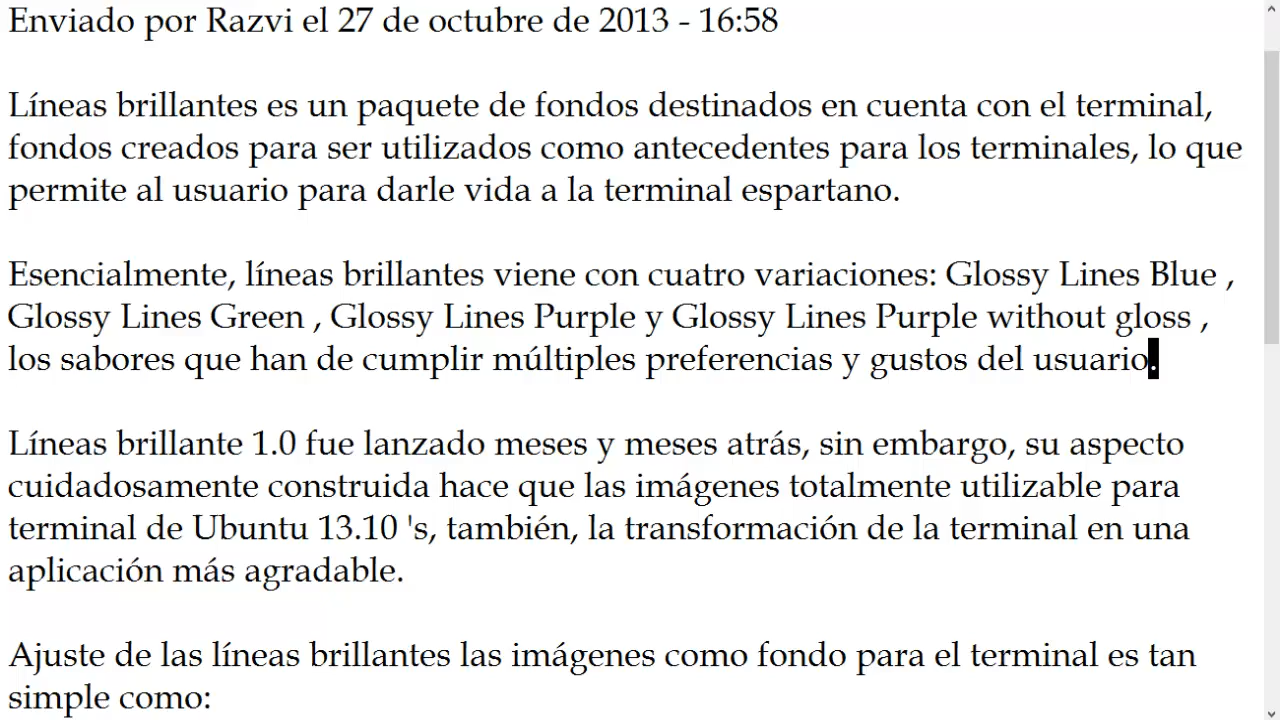 Enviado por Razvi el 27 de octubre de 2013 - 16:58
Líneas brillantes es un paquete de fondos destinados en cuenta con el terminal,
fondos creados para ser utilizados como antecedentes para los terminales, lo que
permite al usuario para darle vida a la terminal espartano.
Esencialmente, líneas brillantes viene con cuatro variaciones: Glossy Lines Blue ,
Glossy Lines Green , Glossy Lines Purple y Glossy Lines Purple without gloss ,
los sabores que han de cumplir múltiples preferencias y gustos del usuario.
Líneas brillante 1.0 fue lanzado meses y meses atrás, sin embargo, su aspecto
cuidadosamente construida hace que las imágenes totalmente utilizable para
terminal de Ubuntu 13.10 's, también, la transformación de la terminal en una
aplicación más agradable.
Ajuste de las líneas brillantes las imágenes como fondo para el terminal es tan
simple como: